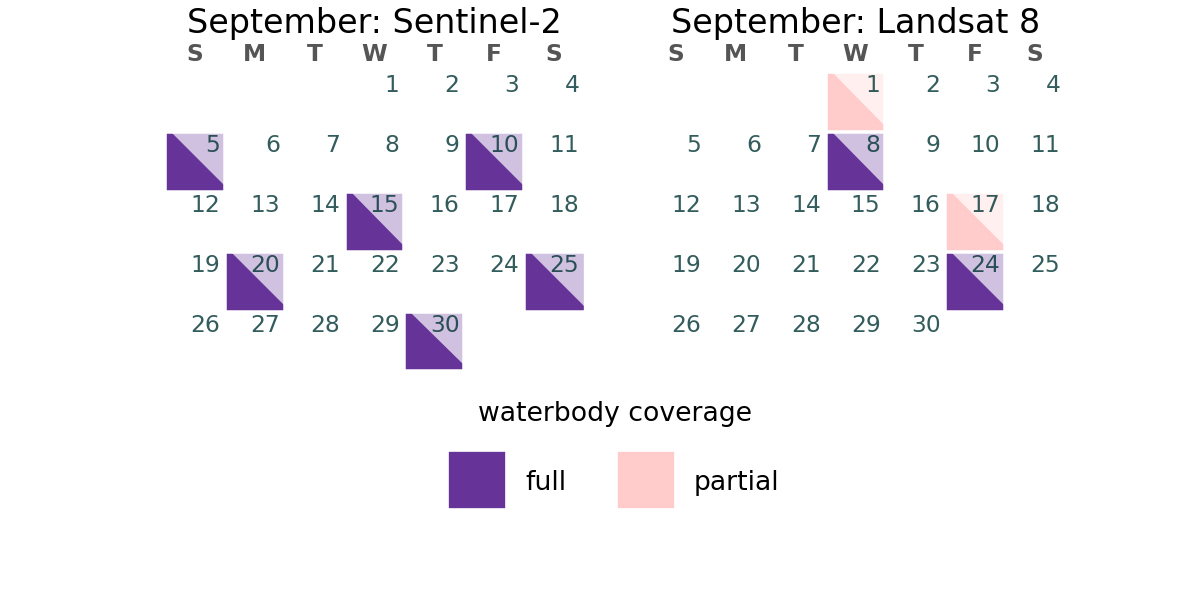 September: Sentinel-2
S M T W T F S
1 2 3 4
5 6 7 8 9 10 11
12 13 14 15 16 17 18
19 20 21 22 23 24 25
26 27 28 29 30
September: Landsat 8
S M T W T F S
1 2 3 4
5 6 7 8 9 10 11
12 13 14 15 16 17 18
19 20 21 22 23 24 25
26 27 28 29 30
waterbody coverage
full partial